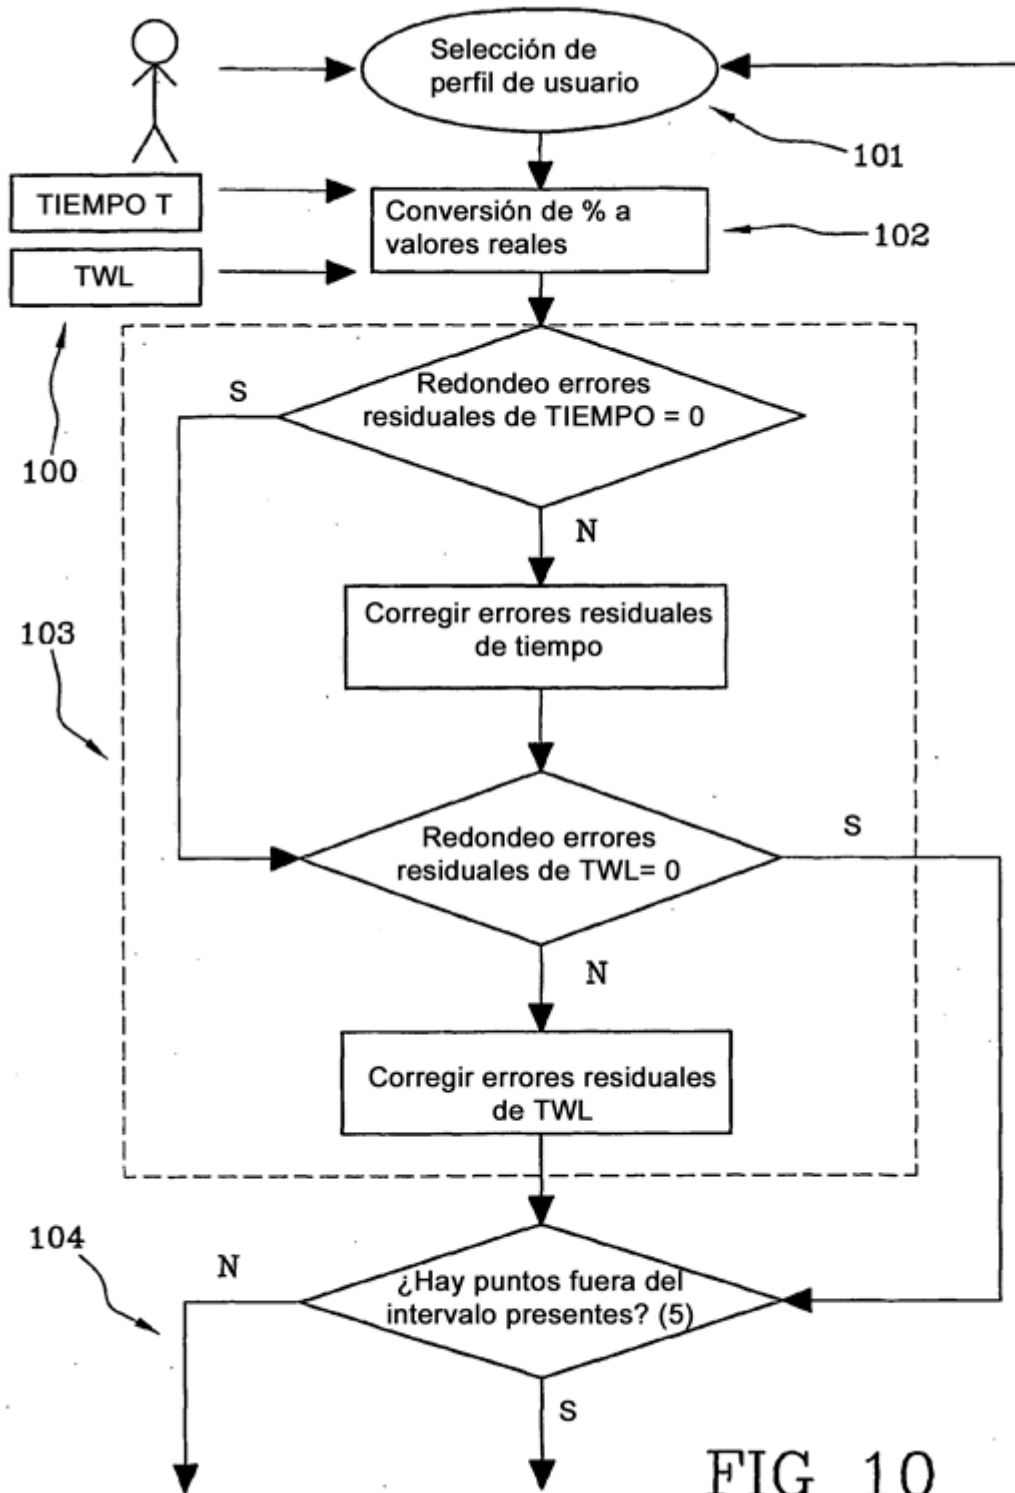 Selección de
perfil de usuario
101
TIEMPO T
Conversión de % a
valores reales
102
TWL
100
S
Redondeo errores
residuales de TIEMPO = 0
N
Corregir errores residuales
de tiempo
103
Redondeo errores
residuales de TWL= 0
S
N
Corregir errores residuales
de TWL
104
N
¿Hay puntos fuera del
intervalo presentes? (5)
S
FIG 10